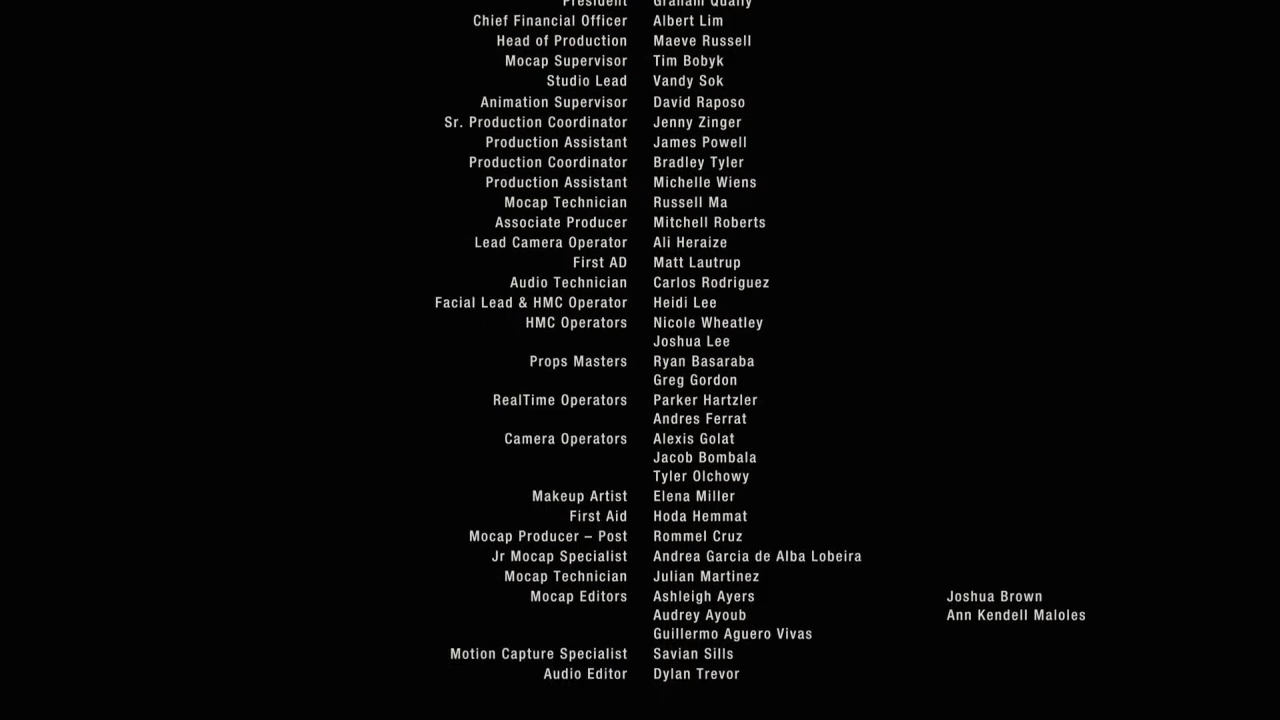 President Graham Qually
Chief Financial Officer Albert Lim
Head of Production Maeve Russell
Mocap Supervisor Tim Bobyk
Studio Lead Vandy Sok
Animation Supervisor David Raposo
Sr. Production Coordinator Jenny Zinger
Production Assistant James Powell
Production Coordinator Bradley Tyler
Production Assistant Michelle Wiens
Mocap Technician Russell Ma
Associate Producer Mitchell Roberts
Lead Camera Operator Ali Heraize
First AD Matt Lautrup
Audio Technician Carlos Rodriguez
Facial Lead & HMC Operator Heidi Lee
HMC Operators Nicole Wheatley
Joshua Lee
Props Masters Ryan Basaraba
Greg Gordon
RealTime Operators Parker Hartzler
Andres Ferrat
Camera Operators Alexis Golat
Jacob Bombala
Tyler Olchowy
Makeup Artist Elena Miller
First Aid Hoda Hemmat
Mocap Producer – Post Rommel Cruz
Jr Mocap Specialist Andrea Garcia de Alba Lobeira
Mocap Technician Julian Martinez
Mocap Editors Ashleigh Ayers Joshua Brown
Audrey Ayoub Ann Kendell Maloles
Guillermo Aguero Vivas
Motion Capture Specialist Savian Sills
Audio Editor Dylan Trevor